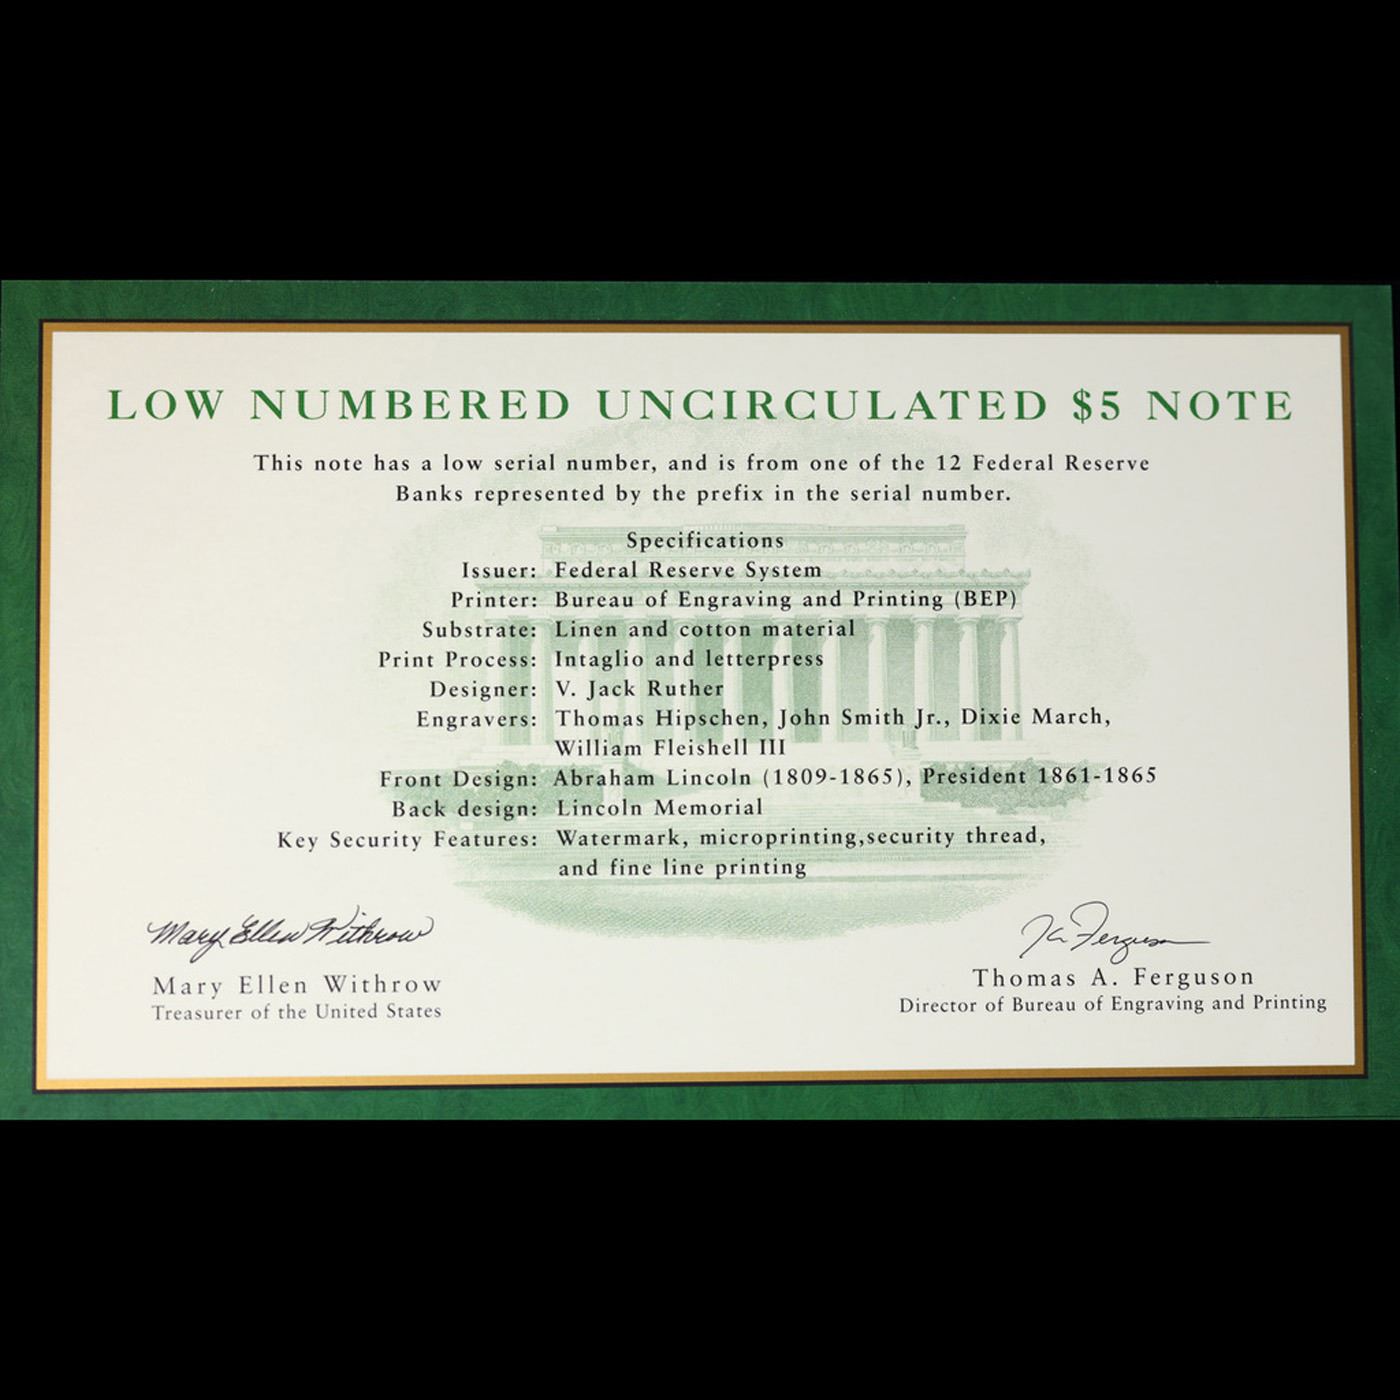 LOW NUMBERED UNCIRCULATED $5 NOTE
This note has a low serial number, and is from one of the 12 Federal Reserve
Banks represented by the prefix in the serial number.
Specifications
Issuer: Federal Reserve System
Printer: Bureau of Engraving and Printing (BEP)
Substrate: Linen and cotton material
Print Process: Intaglio and letterpress
Designer: V. Jack Ruther
Engravers: Thomas Hipschen, John Smith Jr., Dixie March,
William Fleishell III
Front Design: Abraham Lincoln (1809-1865), President 1861-1865
Back design: Lincoln Memorial
Key Security Features: Watermark, microprinting,security thread,
and fine line printing
Mary Ellen Withrow
Mary Ellen Withrow
Treasurer of the United States
T. A. Ferguson
Thomas A. Ferguson
Director of Bureau of Engraving and Printing